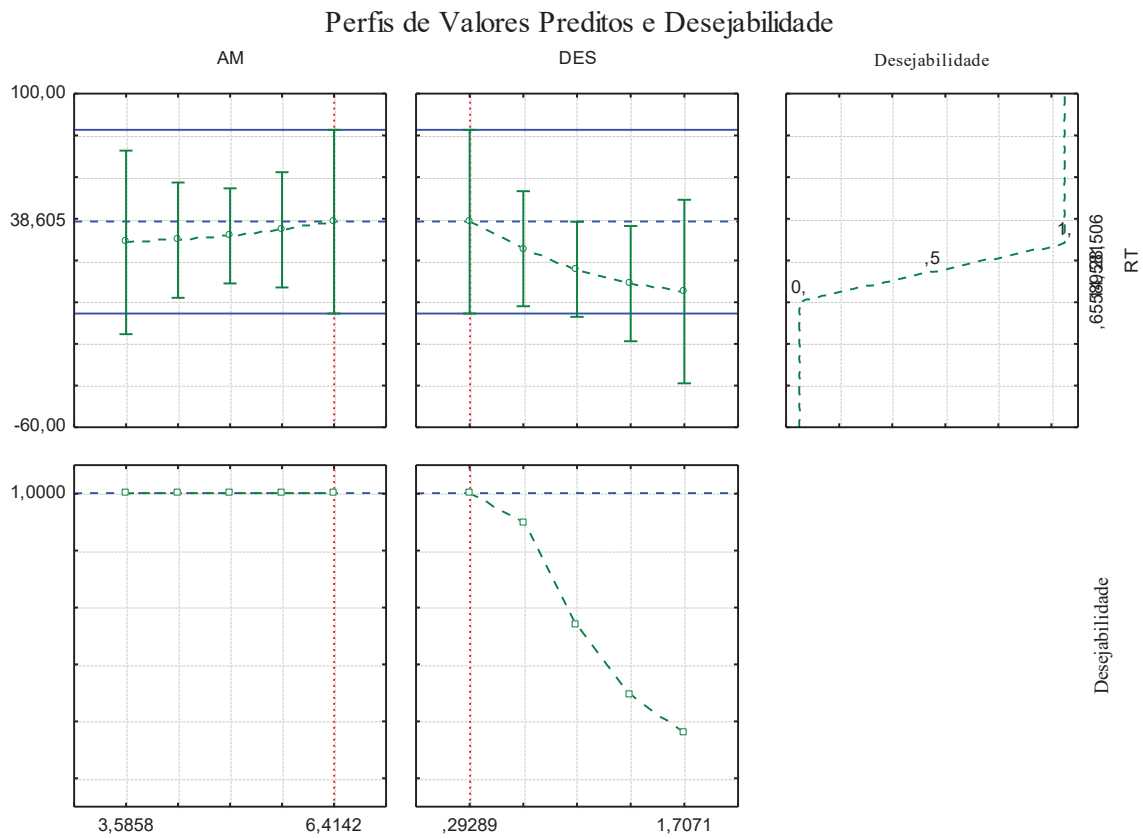 Perfis de Valores Preditos e Desejabilidade
AM
DES
Desejabilidade
100,00
38,605
-60,00
0,
,5
1,
RT
1,0000
Desejabilidade
3,5858
6,4142
,29289
1,7071